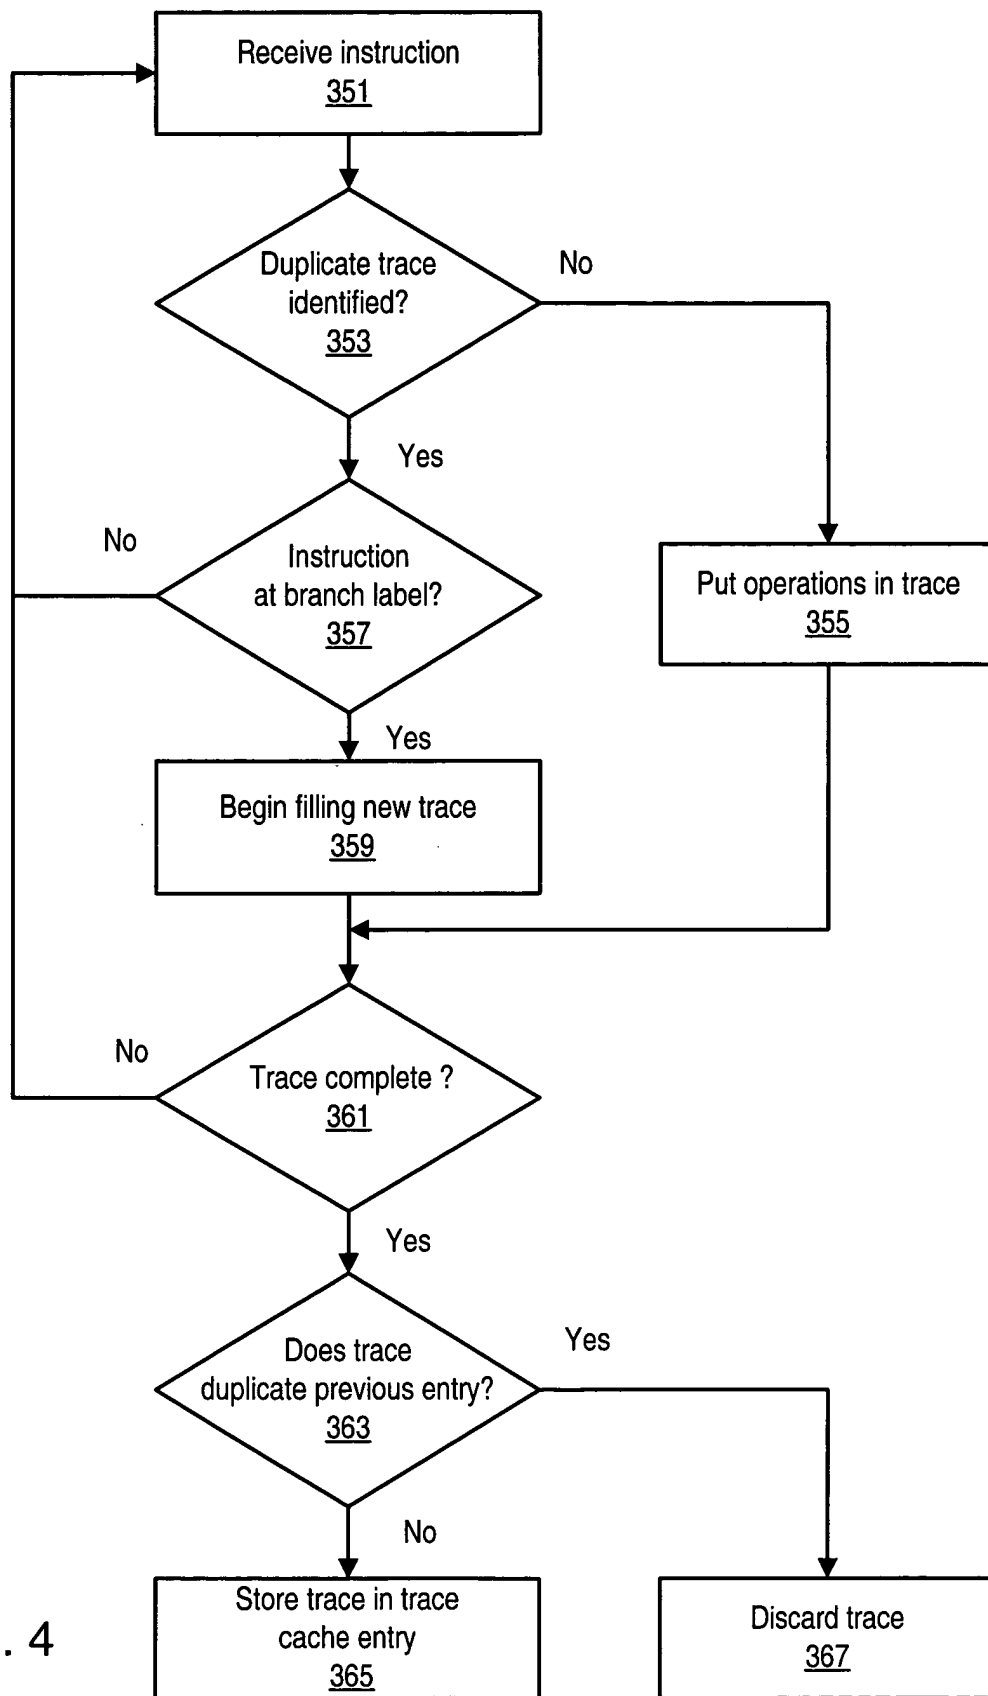 Receive instruction
351
Duplicate trace
identified?
353
No
Yes
No
Instruction
at branch label?
357
Put operations in trace
355
Yes
Begin filling new trace
359
No
Trace complete ?
361
Yes
Does trace
duplicate previous entry?
363
Yes
No
Store trace in trace
cache entry
365
Discard trace
367
. 4